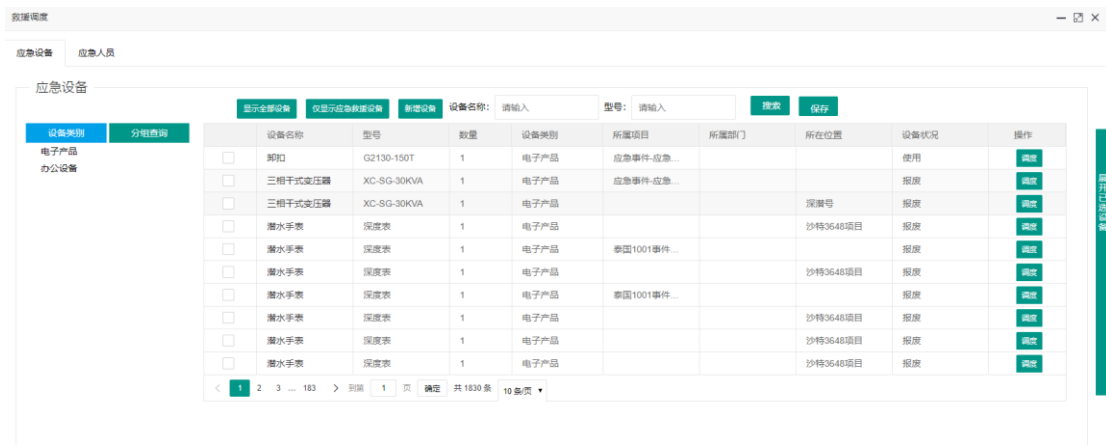 救援调度
应急设备 应急人员
应急设备
显示全部设备 仅显示应急救援设备 新增设备 设备名称: 请输入 型号: 请输入 搜索 保存
设备类别 分组查询
电子产品
办公设备
设备名称 型号 数量 设备类别 所属项目 所属部门 所在位置 设备状况 操作
卸扣 G2130-150T 1 电子产品 应急事件-应急... 使用 调度
三相干式变压器 XC-SG-30KVA 1 电子产品 应急事件-应急... 报废 调度
三相干式变压器 XC-SG-30KVA 1 电子产品 深潜号 报废 调度
潜水手表 深度表 1 电子产品 沙特3648项目 报废 调度
潜水手表 深度表 1 电子产品 泰国1001事件... 报废 调度
潜水手表 深度表 1 电子产品 沙特3648项目 报废 调度
潜水手表 深度表 1 电子产品 泰国1001事件... 报废 调度
潜水手表 深度表 1 电子产品 沙特3648项目 报废 调度
潜水手表 深度表 1 电子产品 沙特3648项目 报废 调度
潜水手表 深度表 1 电子产品 沙特3648项目 报废 调度
1 2 3 ... 183 到第 1 页 确定 共 1830 条 10 条/页
展开已选设备